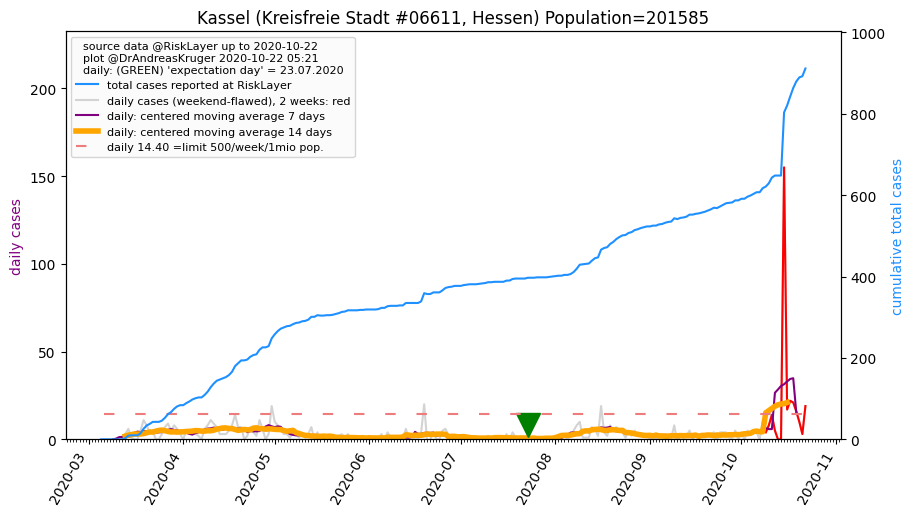 Kassel (Kreisfreie Stadt #06611, Hessen) Population=201585
source data @RiskLayer up to 2020-10-22
plot @DrAndreasKruger 2020-10-22 05:21
daily: (GREEN) 'expectation day' = 23.07.2020
total cases reported at RiskLayer
daily cases (weekend-flawed), 2 weeks: red
daily: centered moving average 7 days
daily: centered moving average 14 days
daily 14.40 =limit 500/week/1mio pop.
daily cases
200
150
100
50
0
1000
800
600
400
200
0
cumulative total cases
2020-03
2020-04
2020-05
2020-06
2020-07
2020-08
2020-09
2020-10
2020-11